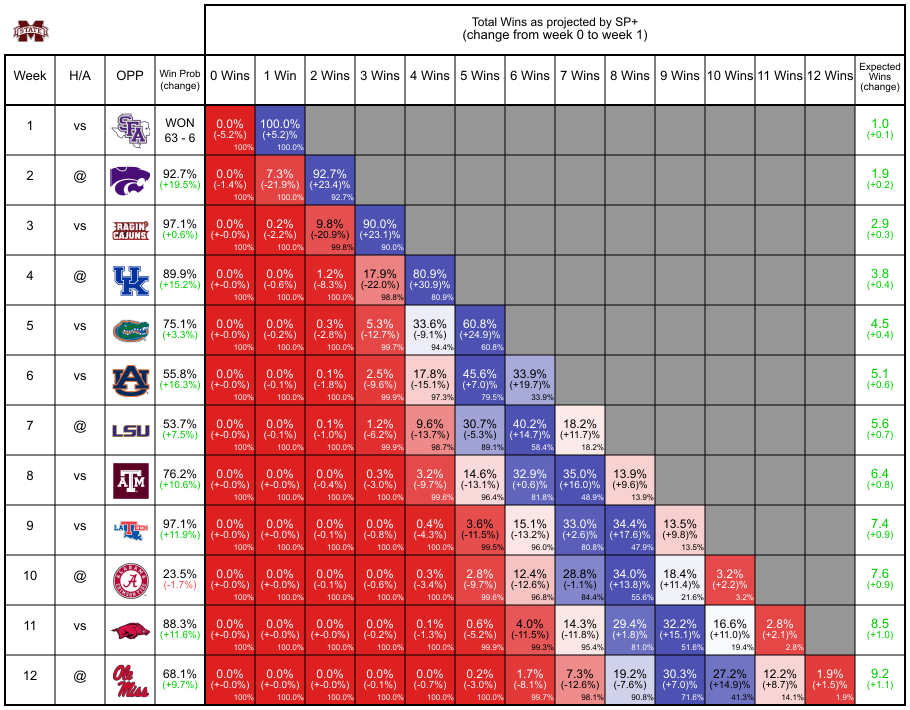 STATE
Total Wins as projected by SP+
(change from week 0 to week 1)
Week H/A OPP Win Prob (change) 0 Wins 1 Win 2 Wins 3 Wins 4 Wins 5 Wins 6 Wins 7 Wins 8 Wins 9 Wins 10 Wins 11 Wins 12 Wins Expected Wins (change)
1 vs SFA WON 0.0% 100.0% 1.0
63 - 6 (-5.2%) (+5.2)% (+0.1)
100% 100.0%
2 @ 92.7% 0.0% 7.3% 92.7% 1.9
(+19.5%) (-1.4%) (-21.9%) (+23.4)% (+0.2)
100% 100.0% 92.7%
3 vs RAGIN' CAJUNS 97.1% 0.0% 0.2% 9.8% 90.0% 2.9
(+0.6%) (+-0.0%) (-2.2%) (-20.9%) (+23.1)% (+0.3)
100% 100.0% 99.8% 90.0%
4 @ UK 89.9% 0.0% 0.0% 1.2% 17.9% 80.9% 3.8
(+15.2%) (+-0.0%) (-0.6%) (-8.3%) (-22.0%) (+30.9)% (+0.4)
100% 100.0% 100.0% 98.8% 80.9%
5 vs 75.1% 0.0% 0.0% 0.3% 5.3% 33.6% 60.8% 4.5
(+3.3%) (+-0.0%) (-0.2%) (-2.8%) (-12.7%) (-9.1%) (+24.9)% (+0.4)
100% 100.0% 100.0% 99.7% 94.4% 60.8%
6 vs AU 55.8% 0.0% 0.0% 0.1% 2.5% 17.8% 45.6% 33.9% 5.1
(+16.3%) (+-0.0%) (-0.1%) (-1.8%) (-9.6%) (-15.1%) (+7.0)% (+19.7)% (+0.6)
100% 100.0% 100.0% 99.9% 97.3% 79.5% 33.9%
7 @ LSU 53.7% 0.0% 0.0% 0.1% 1.2% 9.6% 30.7% 40.2% 18.2% 5.6
(+7.5%) (+-0.0%) (-0.1%) (-1.0%) (-6.2%) (-13.7%) (-5.3%) (+14.7)% (+11.7)% (+0.7)
100% 100.0% 100.0% 99.9% 98.7% 89.1% 58.4% 18.2%
8 vs ATM 76.2% 0.0% 0.0% 0.0% 0.3% 3.2% 14.6% 32.9% 35.0% 13.9% 6.4
(+10.6%) (+-0.0%) (+-0.0%) (-0.4%) (-3.0%) (-9.7%) (-13.1%) (+0.6)% (+16.0)% (+9.6)% (+0.8)
100% 100.0% 100.0% 100.0% 99.6% 96.4% 81.8% 48.9% 13.9%
9 vs LA TECH 97.1% 0.0% 0.0% 0.0% 0.0% 0.4% 3.6% 15.1% 33.0% 34.4% 13.5% 7.4
(+11.9%) (+-0.0%) (+-0.0%) (-0.1%) (-0.8%) (-4.3%) (-11.5%) (-13.2%) (+2.6)% (+17.6)% (+9.8)% (+0.9)
100% 100.0% 100.0% 100.0% 100.0% 99.5% 96.0% 80.8% 47.9% 13.5%
10 @ ALABAMA A 23.5% 0.0% 0.0% 0.0% 0.0% 0.3% 2.8% 12.4% 28.8% 34.0% 18.4% 3.2% 7.6
(-1.7%) (+-0.0%) (+-0.0%) (-0.1%) (-0.6%) (-3.4%) (-9.7%) (-12.6%) (-1.1%) (+13.8)% (+11.4)% (+2.2)% (+0.9)
100% 100.0% 100.0% 100.0% 100.0% 99.6% 96.8% 84.4% 55.6% 21.6% 3.2%
11 vs 88.3% 0.0% 0.0% 0.0% 0.0% 0.1% 0.6% 4.0% 14.3% 29.4% 32.2% 16.6% 2.8% 8.5
(+11.6%) (+-0.0%) (+-0.0%) (+-0.0%) (-0.2%) (-1.3%) (-5.2%) (-11.5%) (-11.8%) (+1.8)% (+15.1)% (+11.0)% (+2.1)% (+1.0)
100% 100.0% 100.0% 100.0% 100.0% 99.9% 99.3% 95.4% 81.0% 51.6% 19.4% 2.8%
12 @ Ole Miss 68.1% 0.0% 0.0% 0.0% 0.0% 0.0% 0.2% 1.7% 7.3% 19.2% 30.3% 27.2% 12.2% 1.9% 9.2
(+9.7%) (+-0.0%) (+-0.0%) (+-0.0%) (-0.1%) (-0.7%) (-3.0%) (-8.1%) (-12.6%) (-7.6%) (+7.0)% (+14.9)% (+8.7)% (+1.5)% (+1.1)
100% 100.0% 100.0% 100.0% 100.0% 100.0% 99.7% 98.1% 90.8% 71.6% 41.3% 14.1% 1.9%